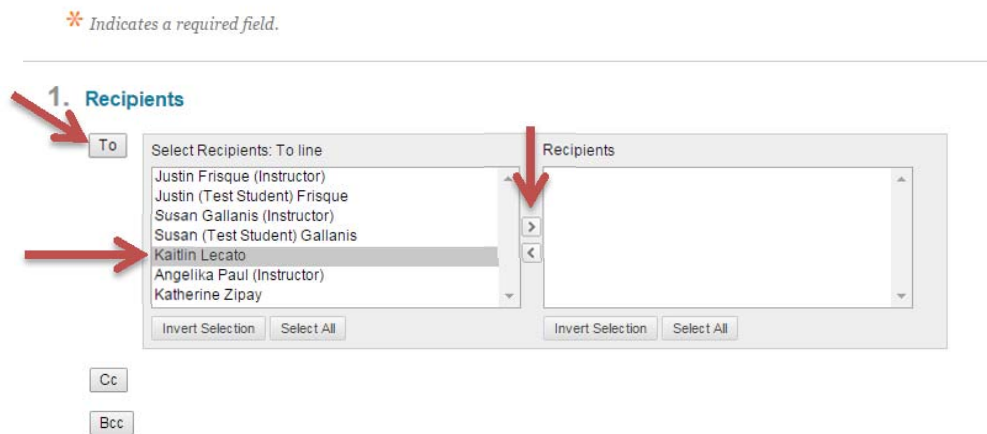 * Indicates a required field.
1. Recipients
To
Select Recipients: To line
Recipients
Justin Frisque (Instructor)
Justin (Test Student) Frisque
Susan Gallanis (Instructor)
Susan (Test Student) Gallanis
Kaitlin Lecato
Angelika Paul (Instructor)
Katherine Zipay
>
<
Invert Selection Select All
Invert Selection Select All
Cc
Bcc